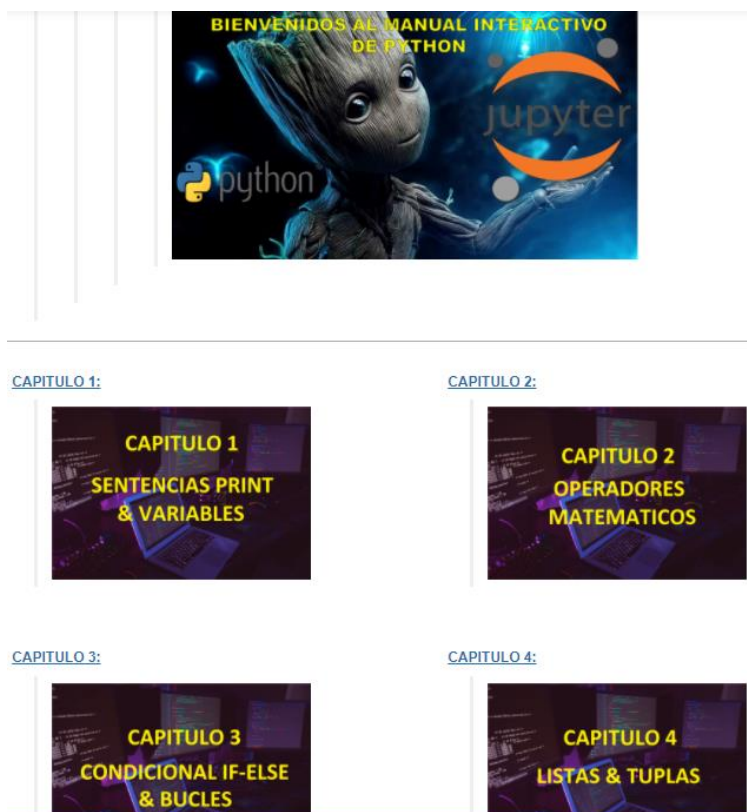 BIENVENIDOS AL MANUAL INTERACTIVO
DE PYTHON
jupyter
python
CAPITULO 1:
CAPITULO 2:
CAPITULO 1
SENTENCIAS PRINT
& VARIABLES
CAPITULO 2
OPERADORES
MATEMATICOS
CAPITULO 3:
CAPITULO 4:
CAPITULO 3
CONDICIONAL IF-ELSE
& BUCLES
CAPITULO 4
LISTAS & TUPLAS